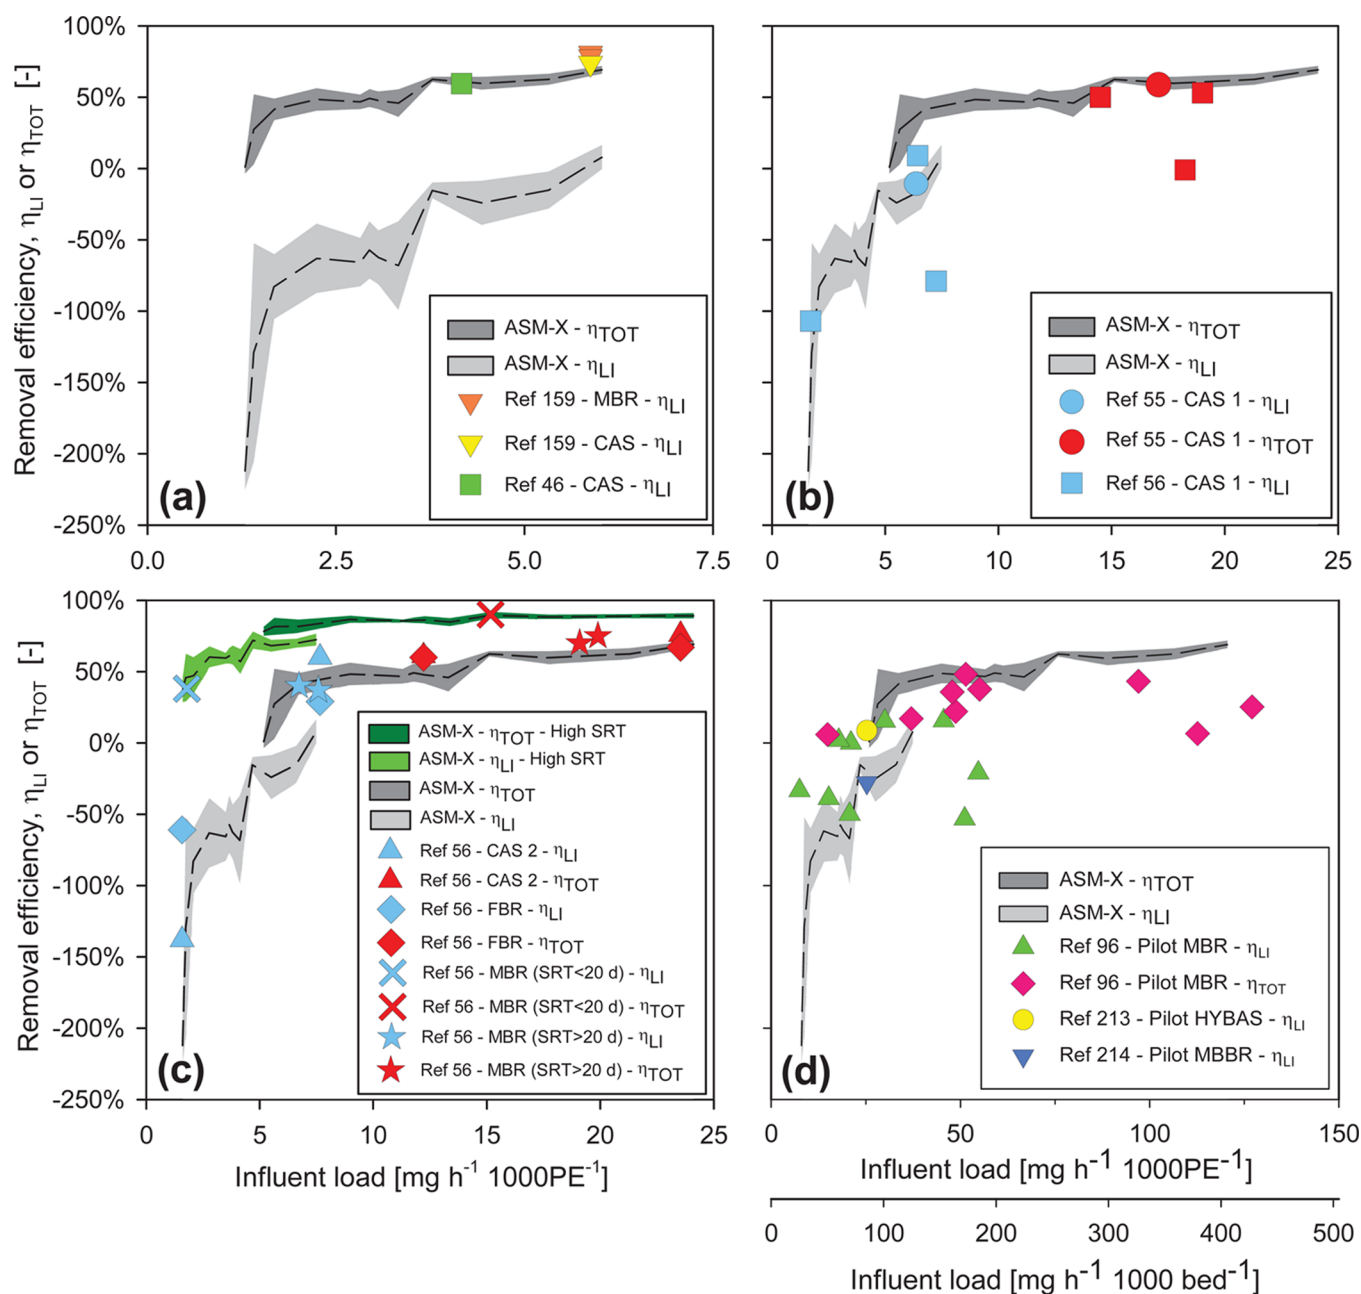 100%
50%
0%
-50%
-100%
-150%
-200%
-250%
Removal efficiency, ηLI or ηTOT [-]
ASM-X - ηTOT
ASM-X - ηLI
Ref 159 - MBR - ηLI
Ref 159 - CAS - ηLI
Ref 46 - CAS - ηLI
(a)
0.0 2.5 5.0 7.5
ASM-X - ηTOT
ASM-X - ηLI
Ref 55 - CAS 1 - ηLI
Ref 55 - CAS 1 - ηTOT
Ref 56 - CAS 1 - ηLI
(b)
0 5 10 15 20 25
100%
50%
0%
-50%
-100%
-150%
-200%
-250%
Removal efficiency, ηLI or ηTOT [-]
ASM-X - ηTOT - High SRT
ASM-X - ηLI - High SRT
ASM-X - ηTOT
ASM-X - ηLI
Ref 56 - CAS 2 - ηLI
Ref 56 - CAS 2 - ηTOT
Ref 56 - FBR - ηLI
Ref 56 - FBR - ηTOT
Ref 56 - MBR (SRT<20 d) - ηLI
Ref 56 - MBR (SRT<20 d) - ηTOT
Ref 56 - MBR (SRT>20 d) - ηLI
Ref 56 - MBR (SRT>20 d) - ηTOT
(c)
0 5 10 15 20 25
Influent load [mg h⁻¹ 1000PE⁻¹]
ASM-X - ηTOT
ASM-X - ηLI
Ref 96 - Pilot MBR - ηLI
Ref 96 - Pilot MBR - ηTOT
Ref 213 - Pilot HYBAS - ηLI
Ref 214 - Pilot MBBR - ηLI
(d)
0 50 100 150
Influent load [mg h⁻¹ 1000PE⁻¹]
0 100 200 300 400 500
Influent load [mg h⁻¹ 1000 bed⁻¹]